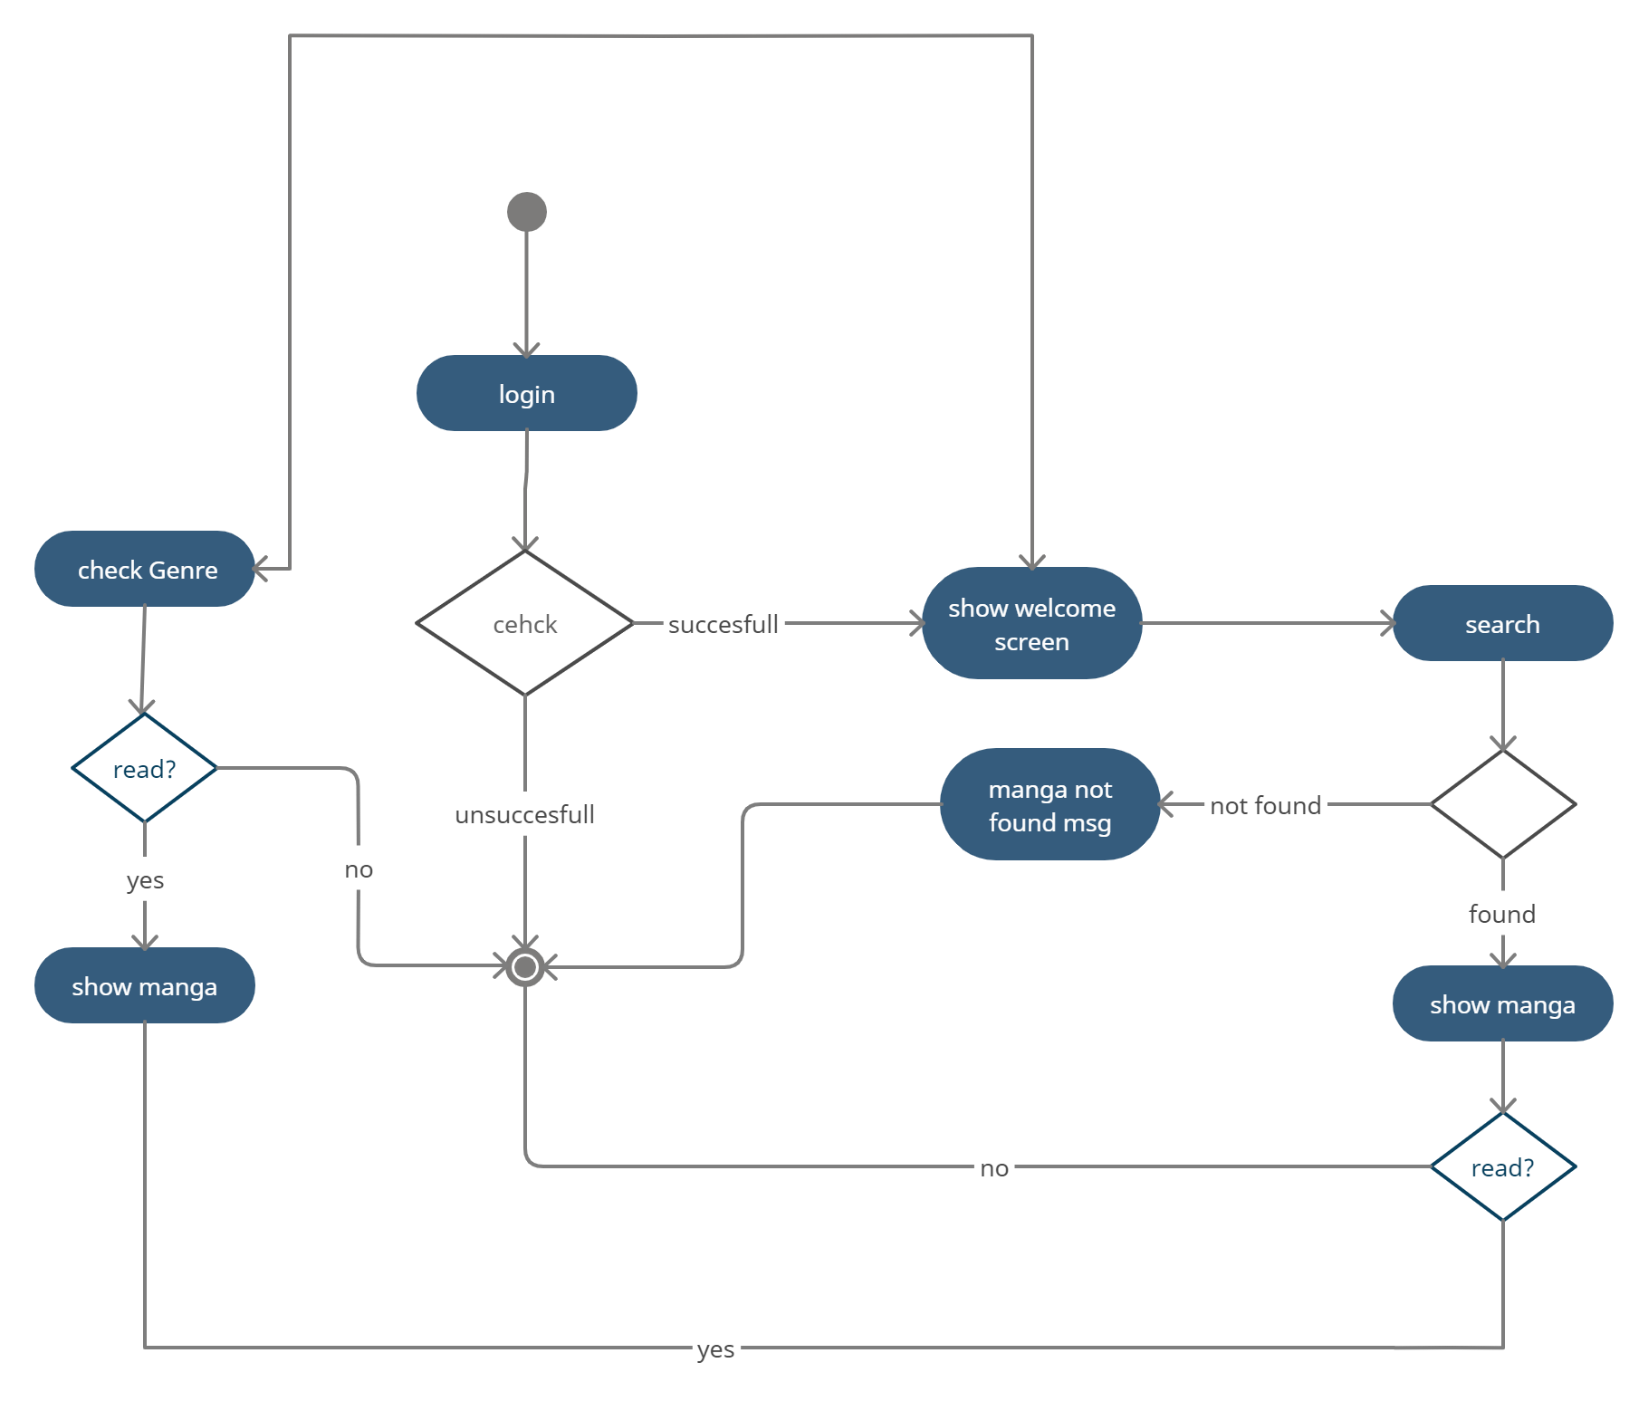 login
check Genre
cehck
succesfull
show welcome
screen
search
read?
unsuccesfull
manga not
found msg
not found
yes
no
found
show manga
show manga
no
read?
yes